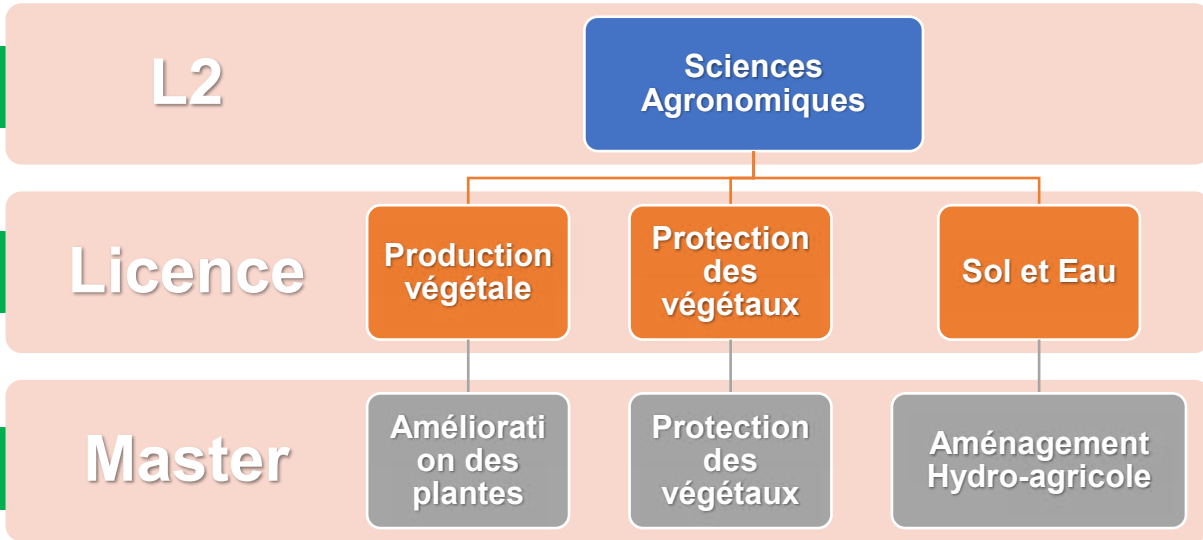 L2
Sciences
Agronomiques
Licence
Production
végétale
Protection
des
végétaux
Sol et Eau
Master
Améliorati
on des
plantes
Protection
des
végétaux
Aménagement
Hydro-agricole